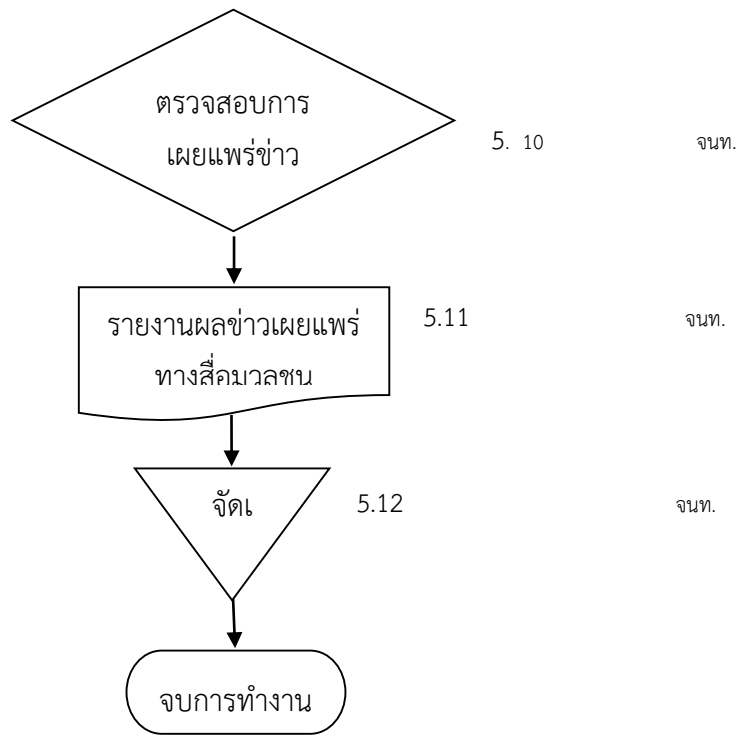 ตรวจสอบการ
เผยแพร่ข่าว
5. 10 จนท.
รายงานผลข่าวเผยแพร่
ทางสื่อมวลชน
5.11 จนท.
จัดเ
5.12 จนท.
จบการทำงาน